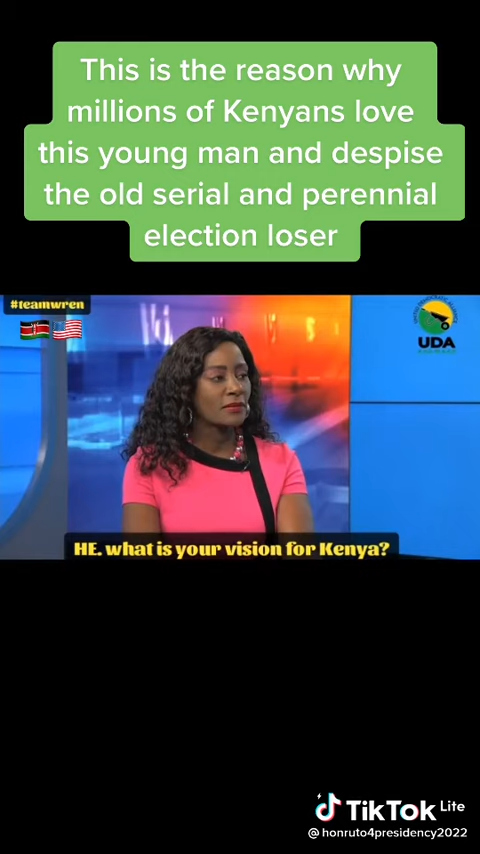 This is the reason why
millions of Kenyans love
this young man and despise
the old serial and perennial
election loser
#teamwren
UDA
HE. what is your vision for Kenya?
TikTok Lite
@honruto4presidency2022